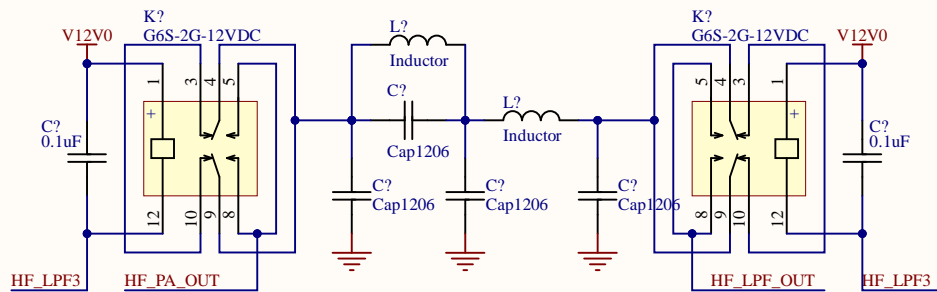 K?
G6S-2G-12VDC
V12V0
L?
Inductor
K?
G6S-2G-12VDC
V12V0
1
3
4
5
C?
L?
5
4
3
1
+
+
C?
0.1uF
Inductor
C?
0.1uF
Cap1206
C?
Cap1206
C?
Cap1206
C?
Cap1206
12
10
9
8
8
9
10
12
HF_LPF3
HF_PA_OUT
HF_LPF_OUT
HF_LPF3